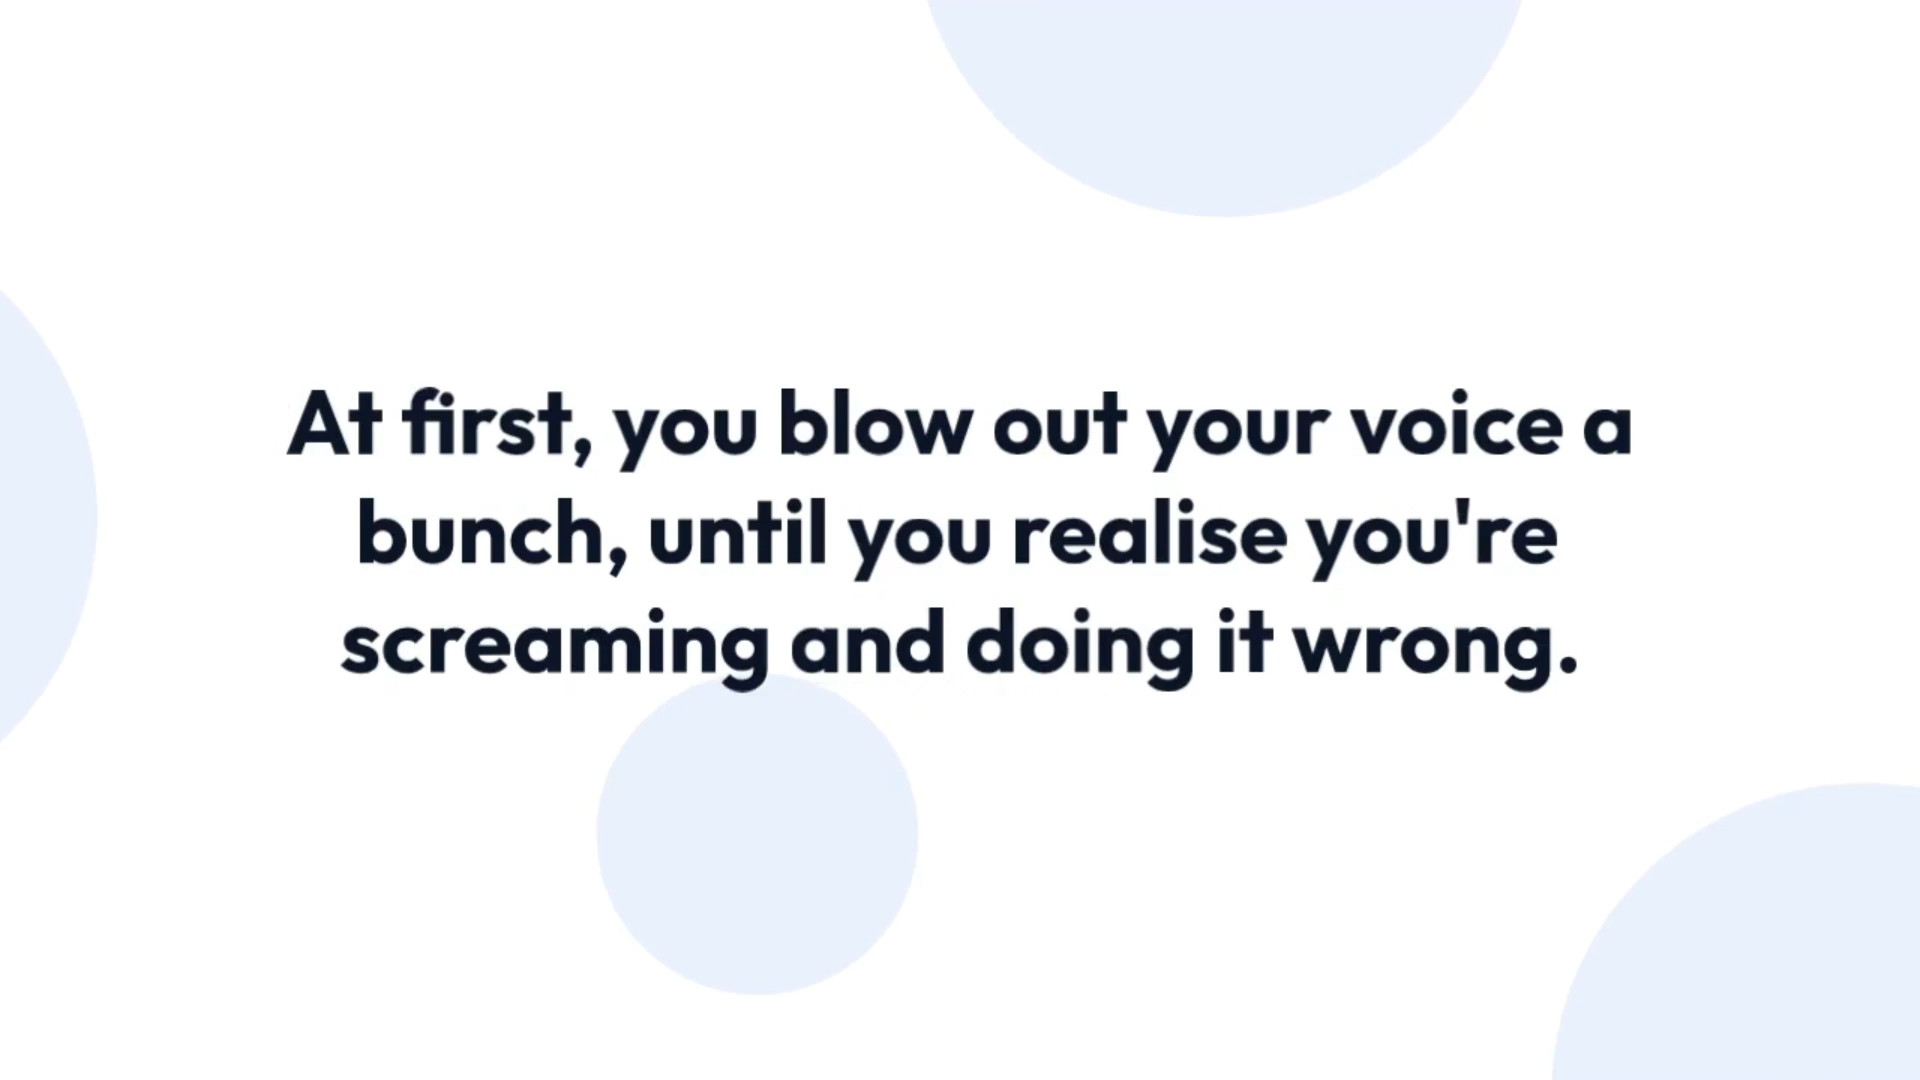 At first, you blow out your voice a
bunch, until you realise you're
screaming and doing it wrong.